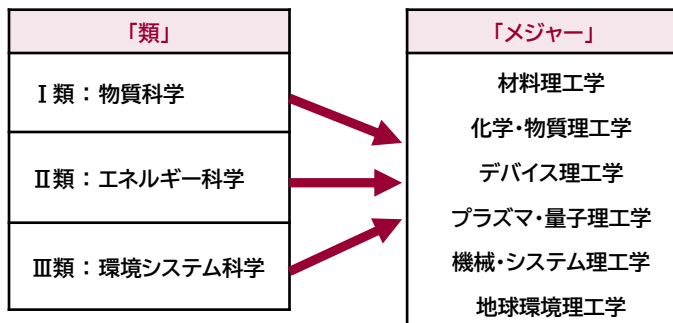 「類」
Ⅰ類：物質科学
Ⅱ類：エネルギー科学
Ⅲ類：環境システム科学
「メジャー」
材料理工学
化学・物質理工学
デバイス理工学
プラズマ・量子理工学
機械・システム理工学
地球環境理工学